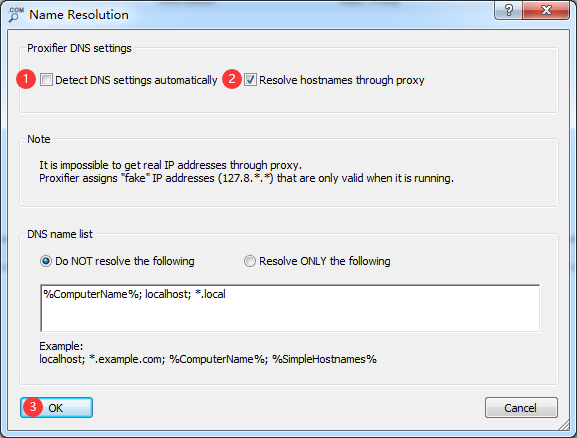 .COM
Name Resolution
?
Proxifier DNS settings
1 Detect DNS settings automatically 2 Resolve hostnames through proxy
Note
It is impossible to get real IP addresses through proxy.
Proxifier assigns "fake" IP addresses (127.8.*.*) that are only valid when it is running.
DNS name list
Do NOT resolve the following Resolve ONLY the following
%ComputerName%; localhost; *.local
Example:
localhost; *.example.com; %ComputerName%; %SimpleHostnames%
3 OK Cancel